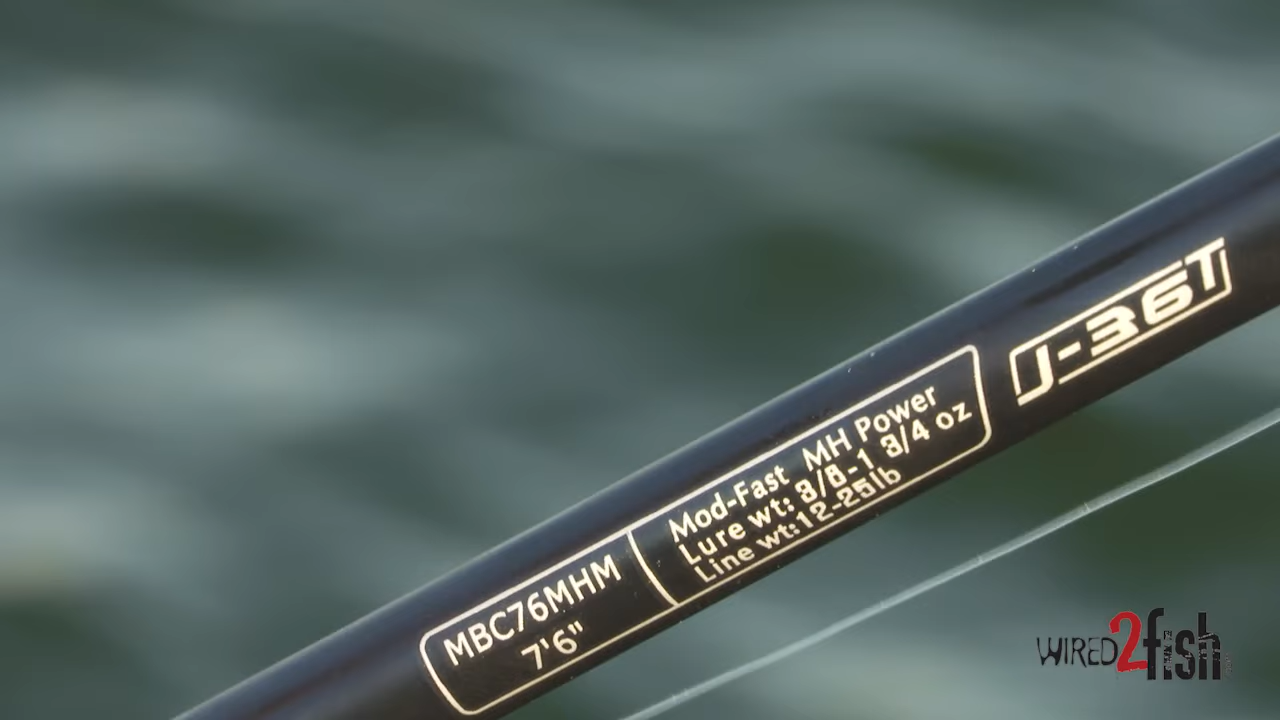 MBC76MHM
7'6"
Mod-Fast MH Power
Lure wt: 3/8-1 3/4 oz
Line wt:12-25lb
J-36T
WIRED2fish